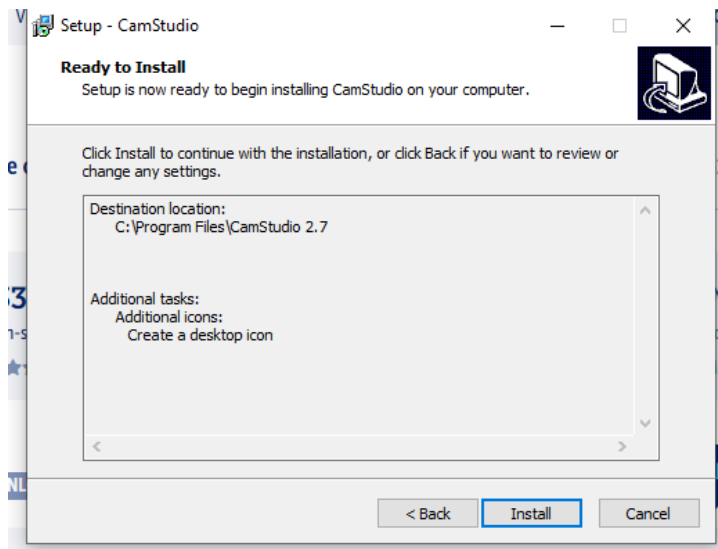 Setup - CamStudio
Ready to Install
Setup is now ready to begin installing CamStudio on your computer.
Click Install to continue with the installation, or click Back if you want to review or
change any settings.
Destination location:
C:\Program Files\CamStudio 2.7
Additional tasks:
Additional icons:
Create a desktop icon
< Back
Install
Cancel